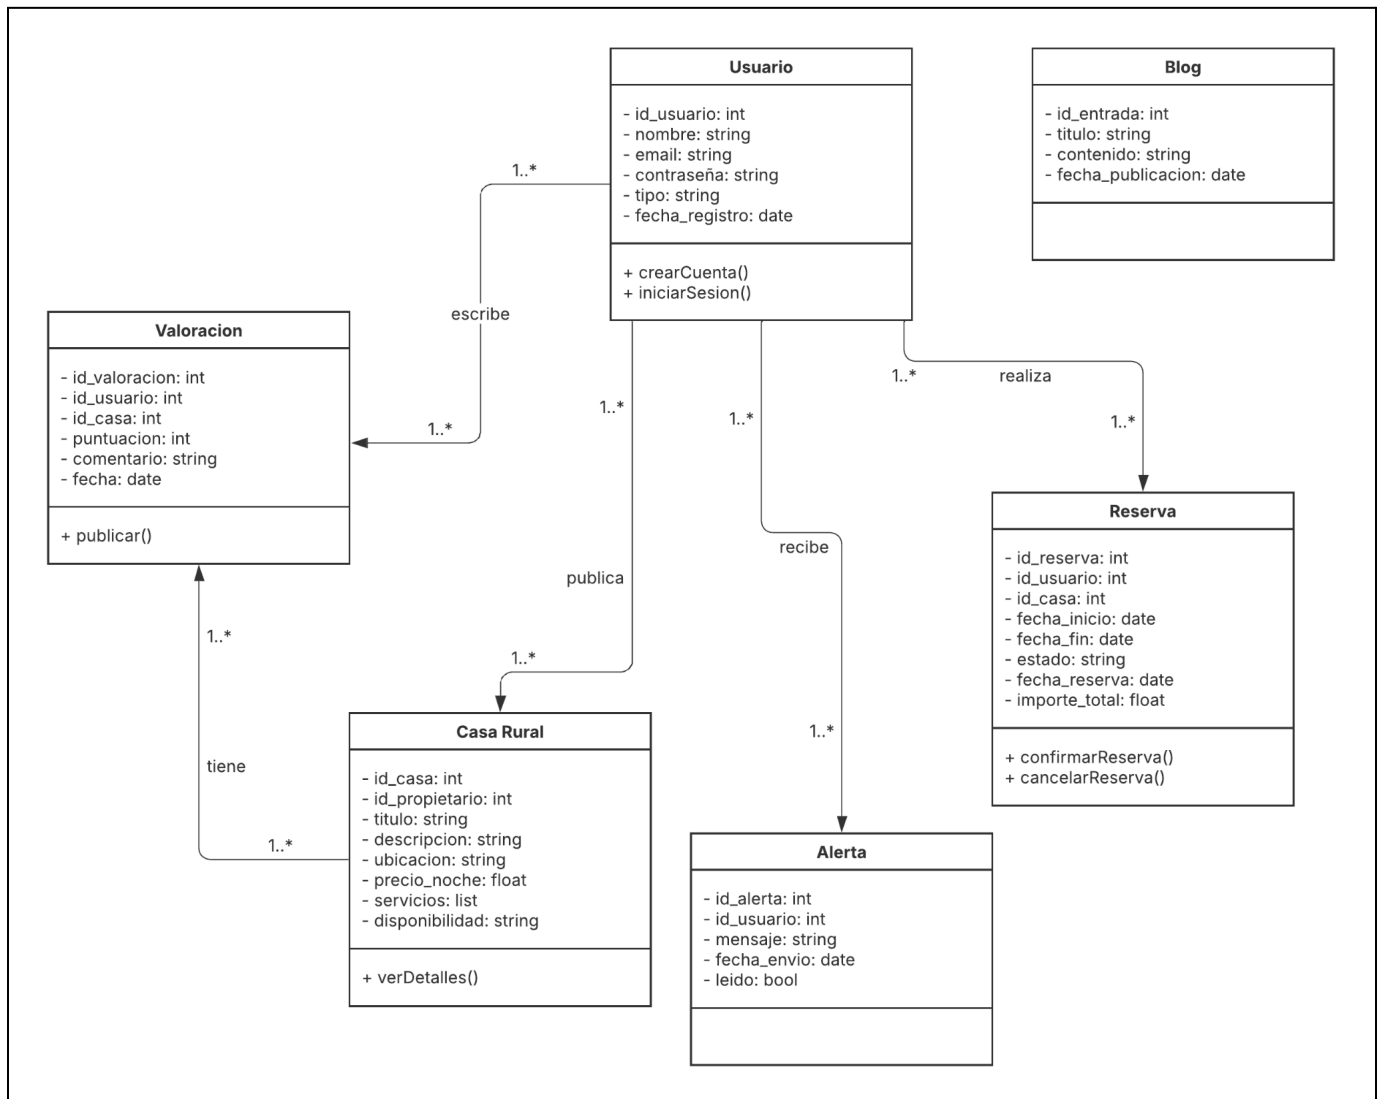 Usuario
- id_usuario: int
- nombre: string
- email: string
- contraseña: string
- tipo: string
- fecha_registro: date
+ crearCuenta()
+ iniciarSesion()
Blog
- id_entrada: int
- titulo: string
- contenido: string
- fecha_publicacion: date
1..*
escribe
1..*
Valoracion
- id_valoracion: int
- id_usuario: int
- id_casa: int
- puntuacion: int
- comentario: string
- fecha: date
+ publicar()
1..*
publica
1..*
1..*
recibe
1..*
1..*
realiza
1..*
Reserva
- id_reserva: int
- id_usuario: int
- id_casa: int
- fecha_inicio: date
- fecha_fin: date
- estado: string
- fecha_reserva: date
- importe_total: float
+ confirmarReserva()
+ cancelarReserva()
1..*
tiene
1..*
Casa Rural
- id_casa: int
- id_propietario: int
- titulo: string
- descripcion: string
- ubicacion: string
- precio_noche: float
- servicios: list
- disponibilidad: string
+ verDetalles()
Alerta
- id_alerta: int
- id_usuario: int
- mensaje: string
- fecha_envio: date
- leido: bool